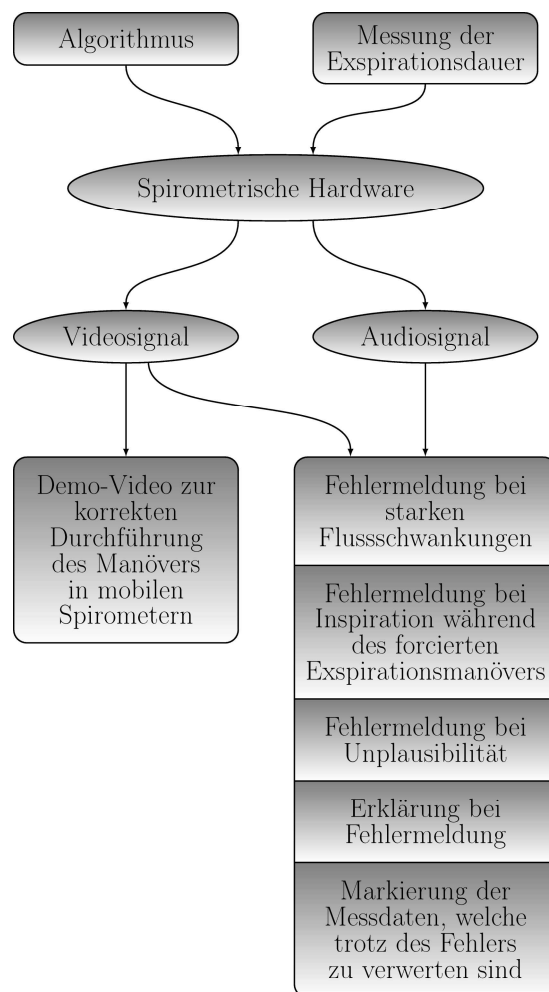 Algorithmus
Messung der
Exspirationsdauer
Spirometrische Hardware
Videosignal
Audiosignal
Demo-Video zur
korrekten
Durchführung
des Manövers
in mobilen
Spirometern
Fehlermeldung bei
starken
Flussschwankungen
Fehlermeldung bei
Inspiration während
des forcierten
Exspirationsmanövers
Fehlermeldung bei
Unplausibilität
Erklärung bei
Fehlermeldung
Markierung der
Messdaten, welche
trotz des Fehlers
zu verwerten sind